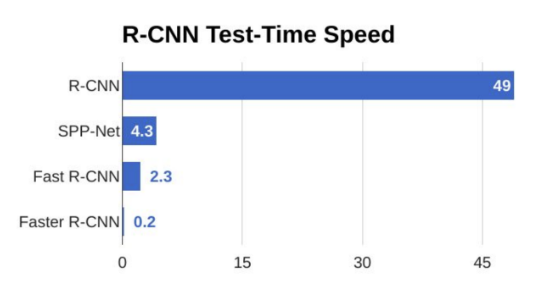 R-CNN Test-Time Speed
R-CNN 49
SPP-Net 4.3
Fast R-CNN 2.3
Faster R-CNN 0.2
0 15 30 45